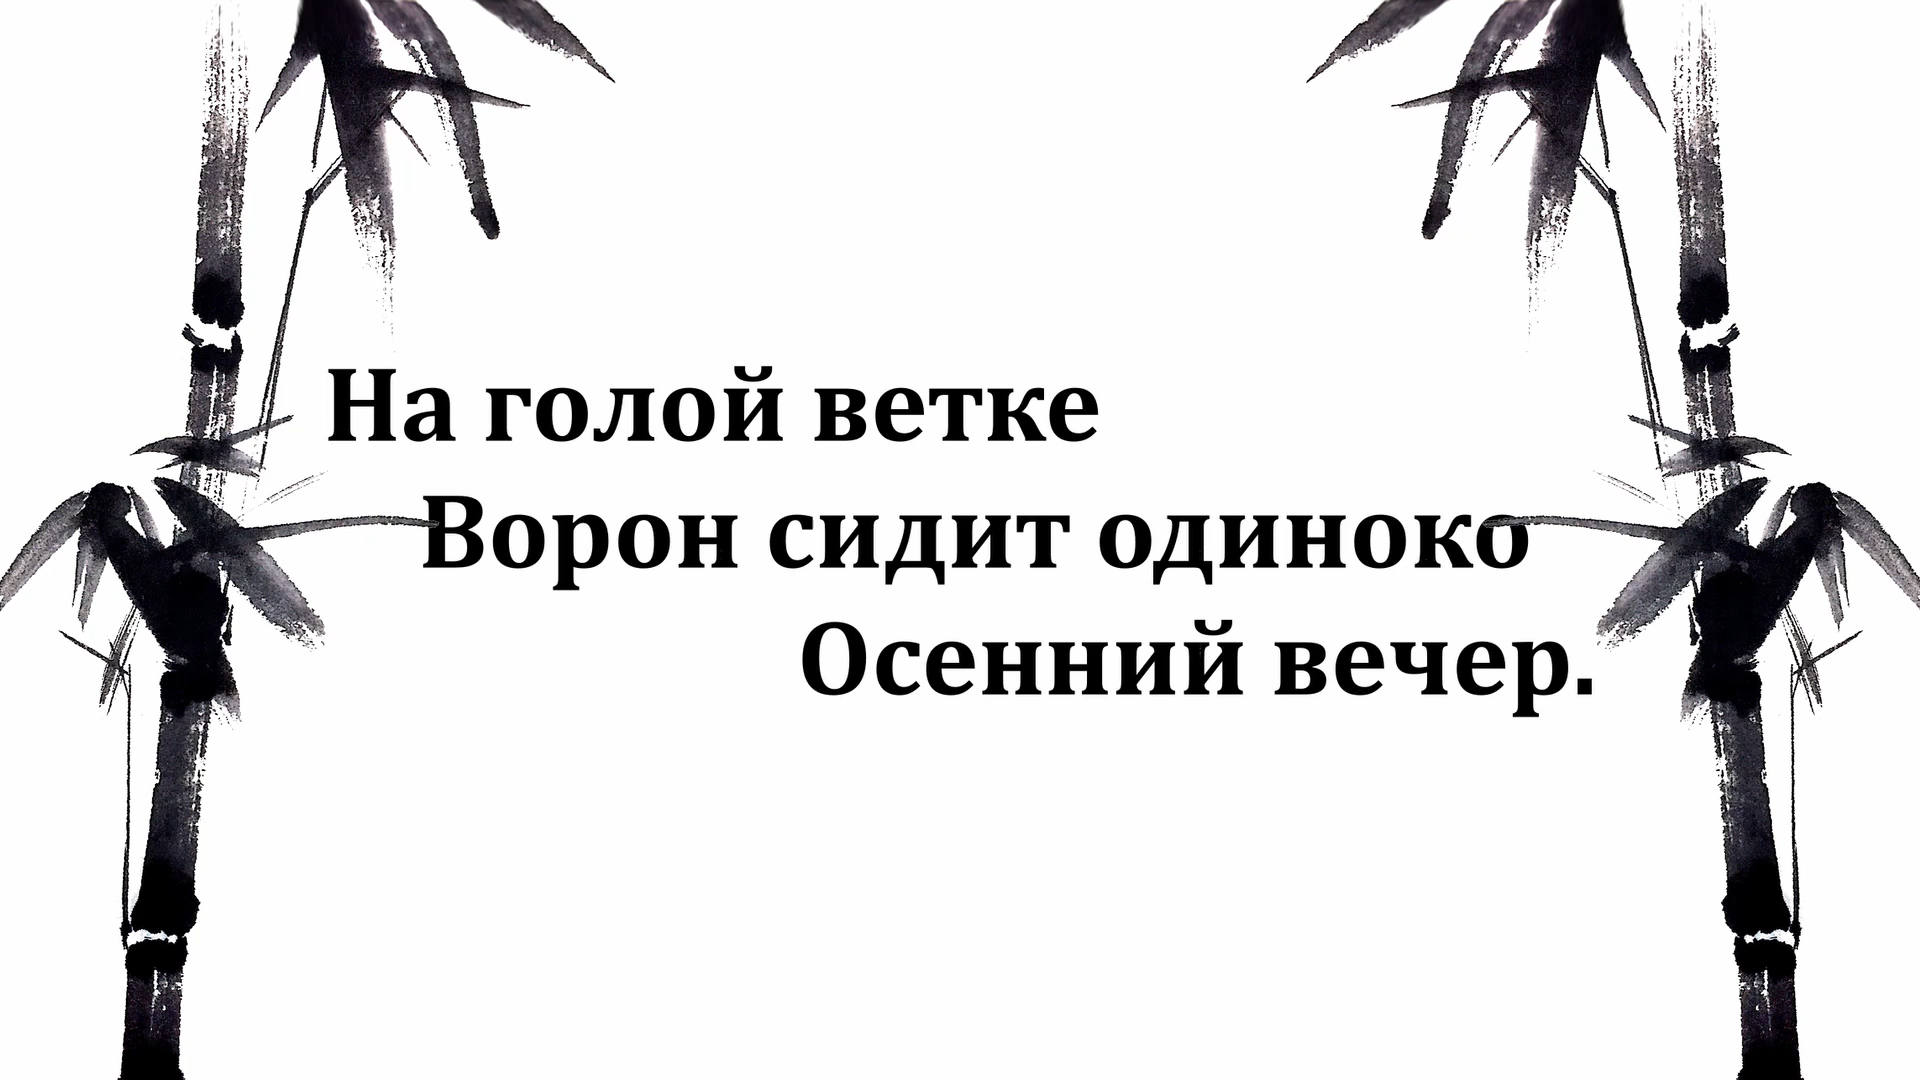 На голой ветке
Ворон сидит одиноко
Осенний вечер.